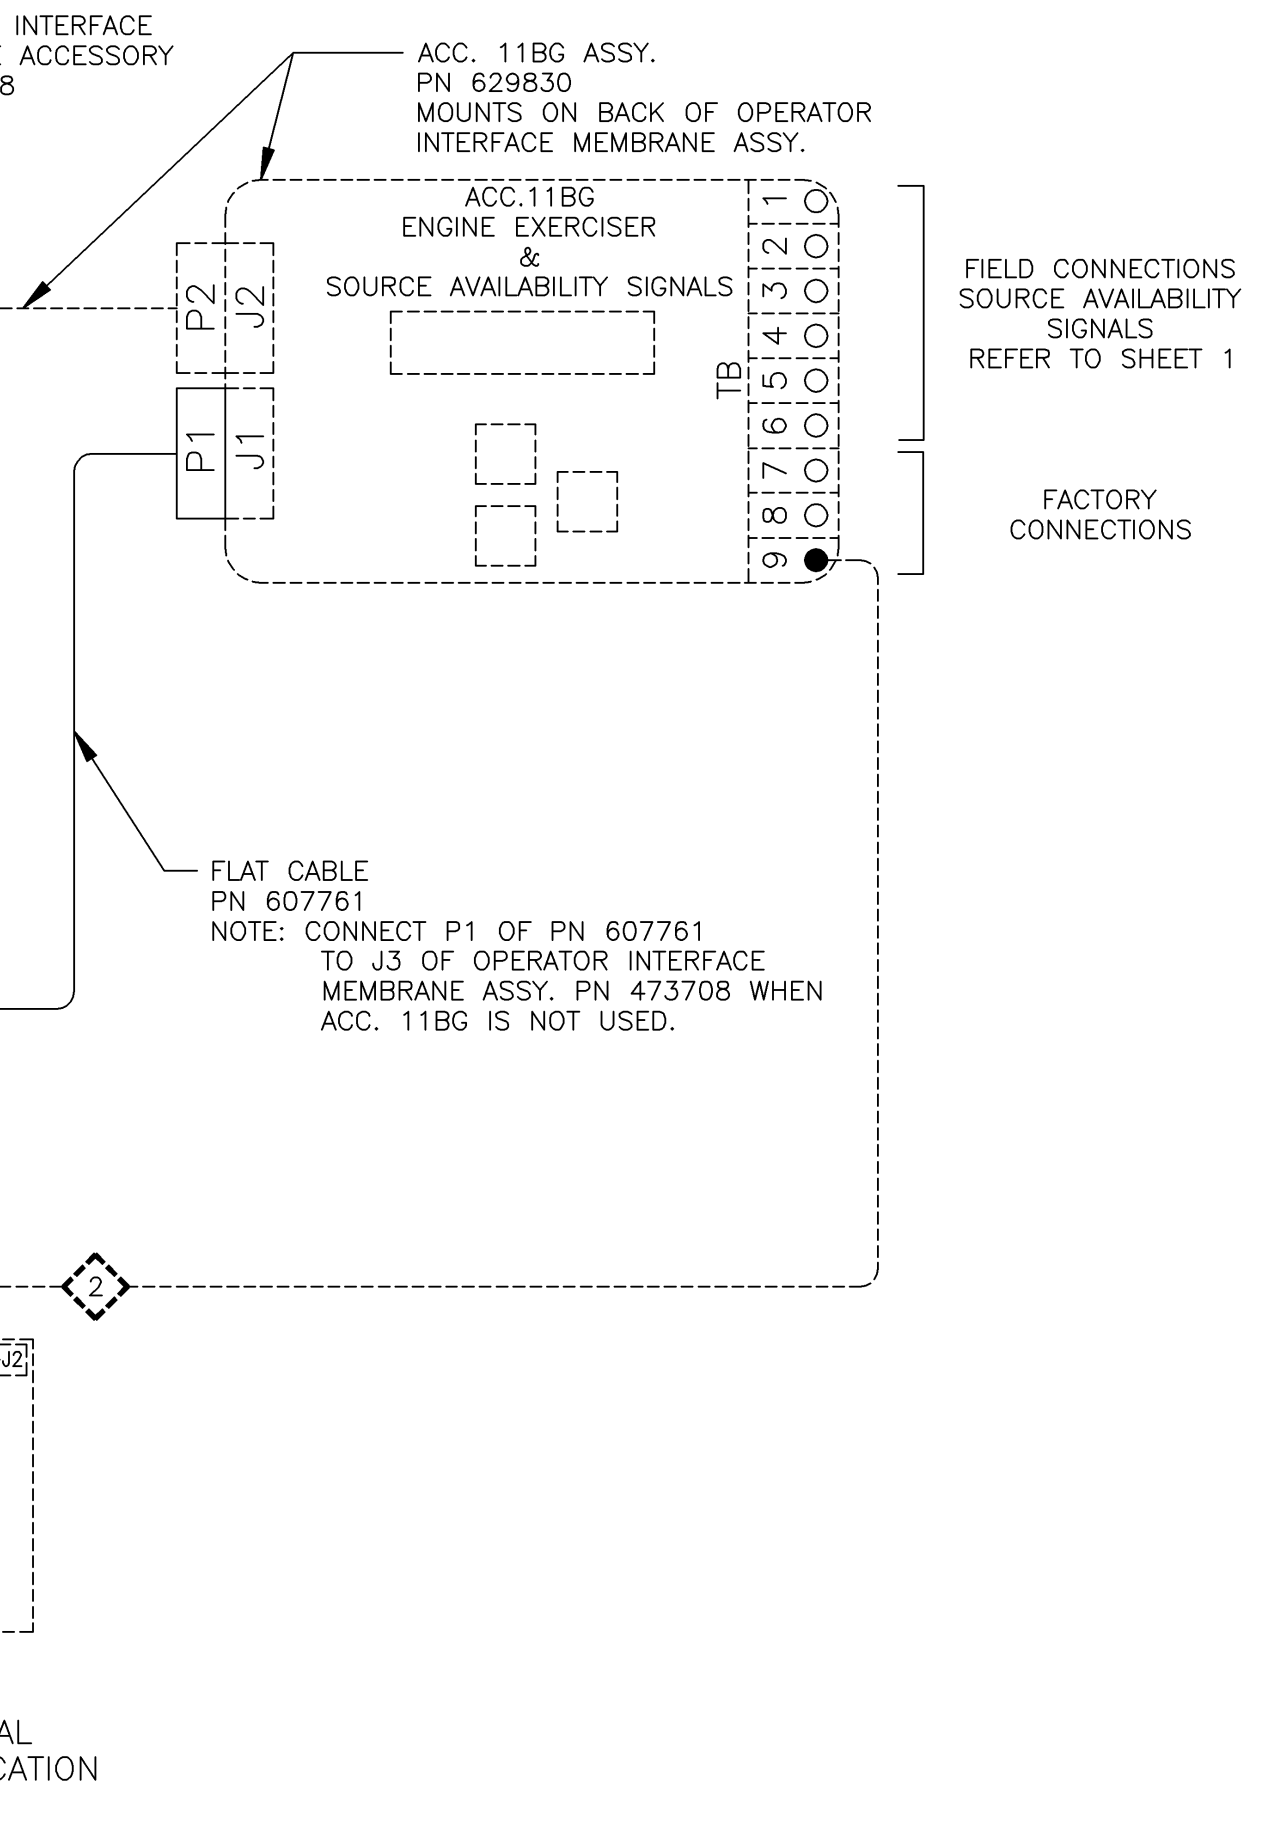 INTERFACE
ACCESSORY
8
ACC. 11BG ASSY.
PN 629830
MOUNTS ON BACK OF OPERATOR
INTERFACE MEMBRANE ASSY.
ACC.11BG
ENGINE EXERCISER
&
SOURCE AVAILABILITY SIGNALS
P2
J2
P1
J1
TB
1
2
3
4
5
6
7
8
9
FIELD CONNECTIONS
SOURCE AVAILABILITY
SIGNALS
REFER TO SHEET 1
FACTORY
CONNECTIONS
FLAT CABLE
PN 607761
NOTE: CONNECT P1 OF PN 607761
TO J3 OF OPERATOR INTERFACE
MEMBRANE ASSY. PN 473708 WHEN
ACC. 11BG IS NOT USED.
2
J2
AL
CATION